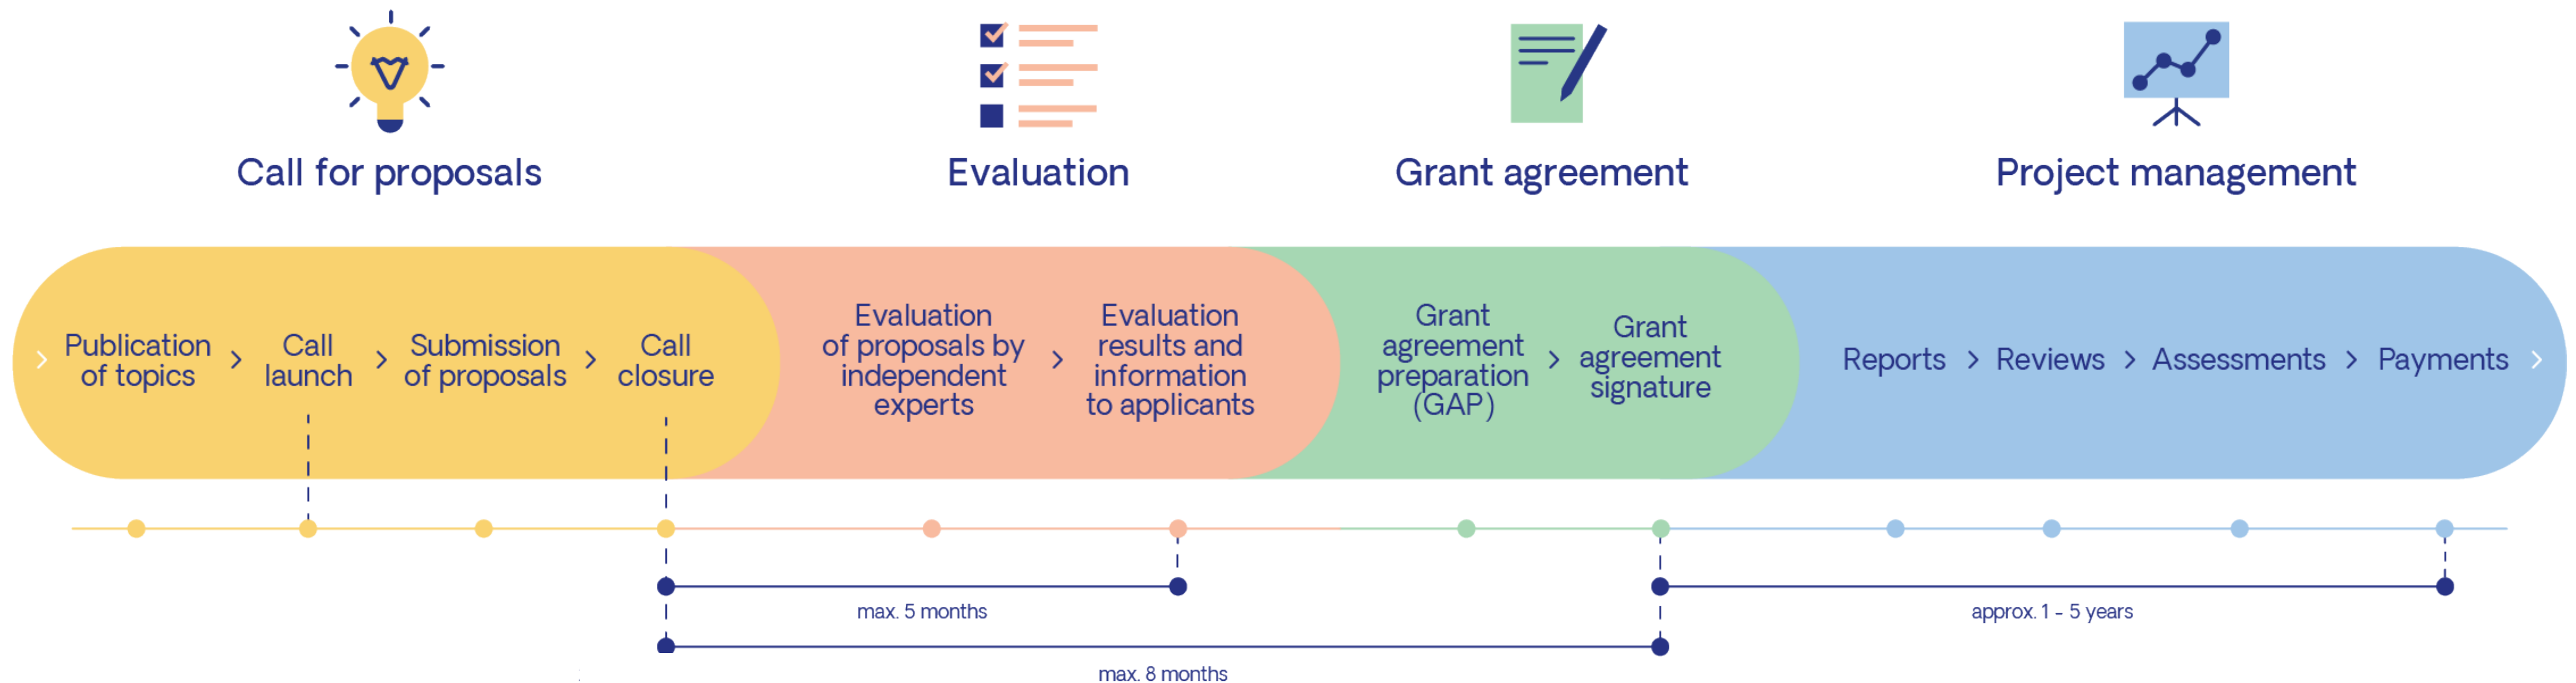 Call for proposals
Evaluation
Grant agreement
Project management
Publication
of topics
Call
launch
Submission
of proposals
Call
closure
Evaluation
of proposals by
independent
experts
Evaluation
results and
information
to applicants
Grant
agreement
preparation
(GAP)
Grant
agreement
signature
Reports
Reviews
Assessments
Payments
max. 5 months
approx. 1 - 5 years
max. 8 months